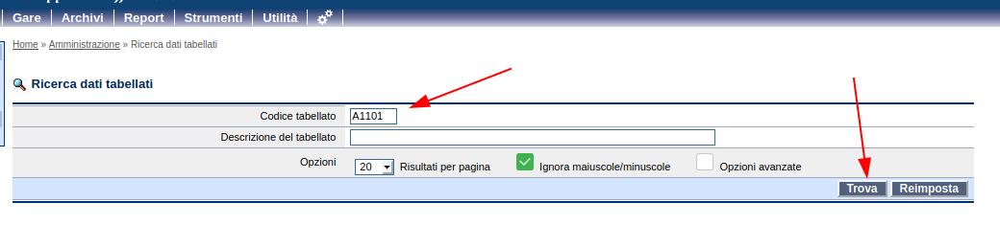 Gare Archivi Report Strumenti Utilità
Home » Amministrazione » Ricerca dati tabellati
Ricerca dati tabellati
Codice tabellato A1101
Descrizione del tabellato
Opzioni 20 Risultati per pagina Ignora maiuscole/minuscole Opzioni avanzate
Trova Reimposta